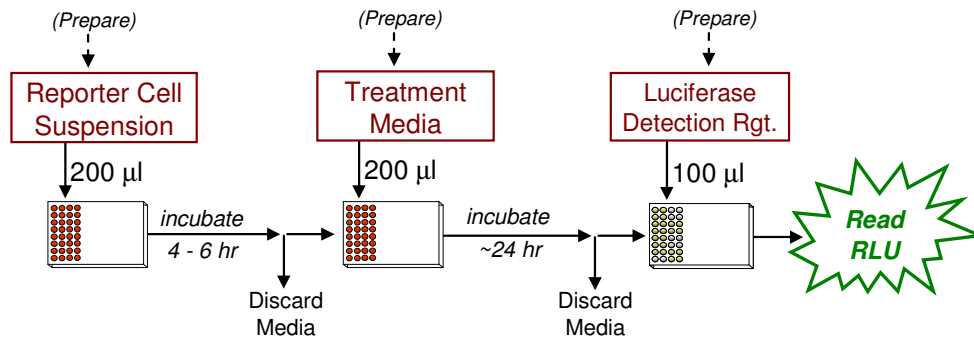 (Prepare)
(Prepare)
(Prepare)
Reporter Cell
Suspension
Treatment
Media
Luciferase
Detection Rgt.
200 µl
200 µl
100 µl
incubate
4 - 6 hr
incubate
~24 hr
Read
RLU
Discard
Media
Discard
Media